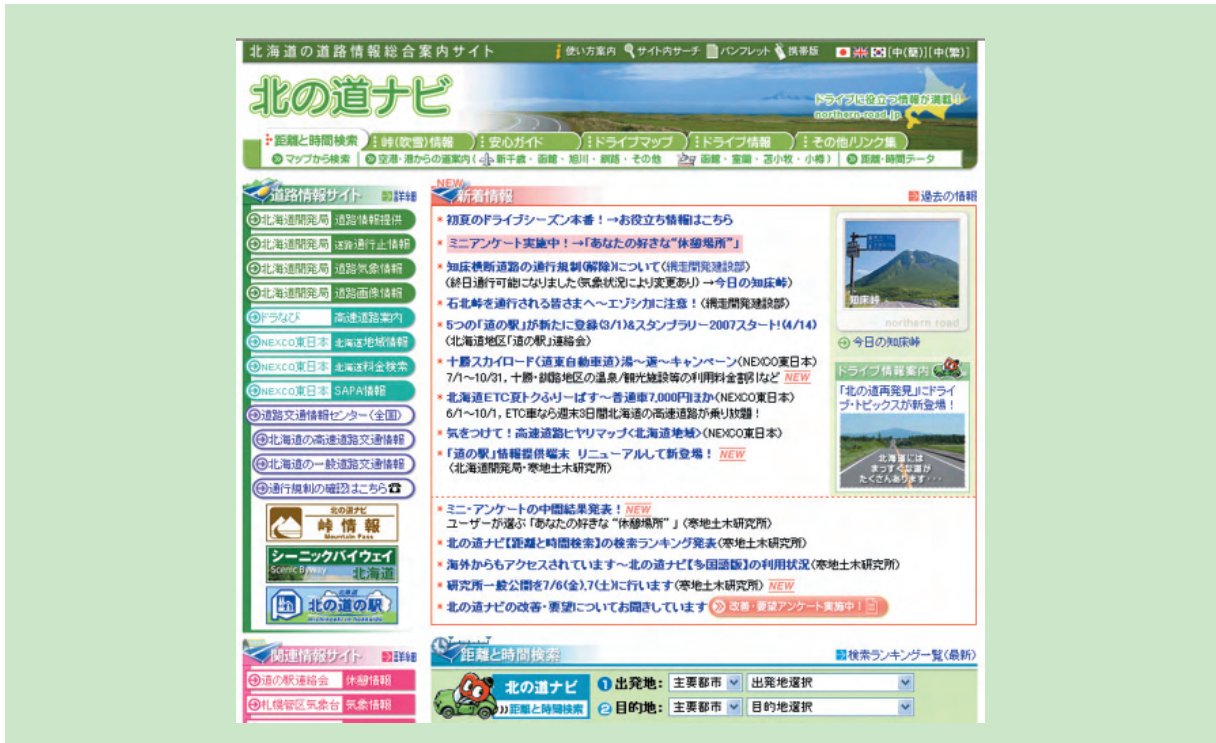 北海道の道路情報総合案内サイト
使い方案内 サイト内サーチ パンフレット 携帯版 [中(簡)][中(繁)]
北の道ナビ
ドライブに役立つ情報が満載!
northern-road.jp
距離と時間検索 峠(吹雪)情報 安心ガイド ドライブマップ ドライブ情報 その他/リンク集
マップから検索 空港・港からの道案内( 新千歳・函館・旭川・釧路・その他 函館・室蘭・苫小牧・小樽) 距離・時間データ
道路情報サイト 詳細
北海道開発局 道路情報提供
北海道開発局 道路通行止情報
北海道開発局 道路気象情報
北海道開発局 道路画像情報
ドラなび 高速道路案内
NEXCO東日本 北海道地域情報
NEXCO東日本 北海道料金検索
NEXCO東日本 SAPA情報
道路交通情報センター〈全国〉
北海道の高速道路交通情報
北海道の一般道路交通情報
通行規制の確認はこちら☎
北の道ナビ
峠情報
Mountain Pass
シーニックバイウェイ
Scenic Byway 北海道
北海道
北の道の駅
Michinoeki in hokkaido
関連情報サイト 詳細
道の駅連絡会 休憩情報
札幌管区気象台 気象情報
NEW
新着情報 過去の情報
* 初夏のドライブシーズン本番!→お役立ち情報はこちら
* ミニアンケート実施中!→「あなたの好きな“休憩場所”」
* 知床横断道路の通行規制(解除)について〈網走開発建設部〉
(終日通行可能になりました(気象状況により変更あり)→今日の知床峠)
* 石北峠を通行される皆さまへ~エゾシカに注意!〈網走開発建設部〉
* 5つの「道の駅」が新たに登録(3/1)&スタンプラリー2007スタート!(4/14)
〈北海道地区「道の駅」連絡会〉
* 十勝スカイロード〈道東自動車道〉湯~遊~キャンペーン〈NEXCO東日本〉
7/1~10/31, 十勝・釧路地区の温泉/観光施設等の利用料金割引など NEW
* 北海道ETC夏トクふりーぱす~普通車7,000円ほか〈NEXCO東日本〉
6/1~10/1, ETC車なら週末3日間北海道の高速道路が乗り放題!
* 気をつけて!高速道路ヒヤリマップ〈北海道地域〉〈NEXCO東日本〉
* 「道の駅」情報提供端末 リニューアルして新登場! NEW
〈北海道開発局・寒地土木研究所〉
知床峠
northern road
今日の知床峠
ドライブ情報案内
「北の道再発見」にドライ
ブ・トピックスが新登場!
北海道には
まっすぐな道が
たくさんあります・・・
* ミニ・アンケートの中間結果発表! NEW
ユーザーが選ぶ「あなたの好きな“休憩場所”」〈寒地土木研究所〉
* 北の道ナビ【距離と時間検索】の検索ランキング発表〈寒地土木研究所〉
* 海外からもアクセスされています~北の道ナビ【多国語版】の利用状況〈寒地土木研究所〉
* 研究所一般公開を7/6(金),7(土)に行います〈寒地土木研究所〉 NEW
* 北の道ナビの改善・要望についてお聞きしています 改善・要望アンケート実施中!
距離と時間検索 検索ランキング一覧〈最新〉
北の道ナビ
距離と時間検索
① 出発地: 主要都市 出発地選択
② 目的地: 主要都市 目的地選択